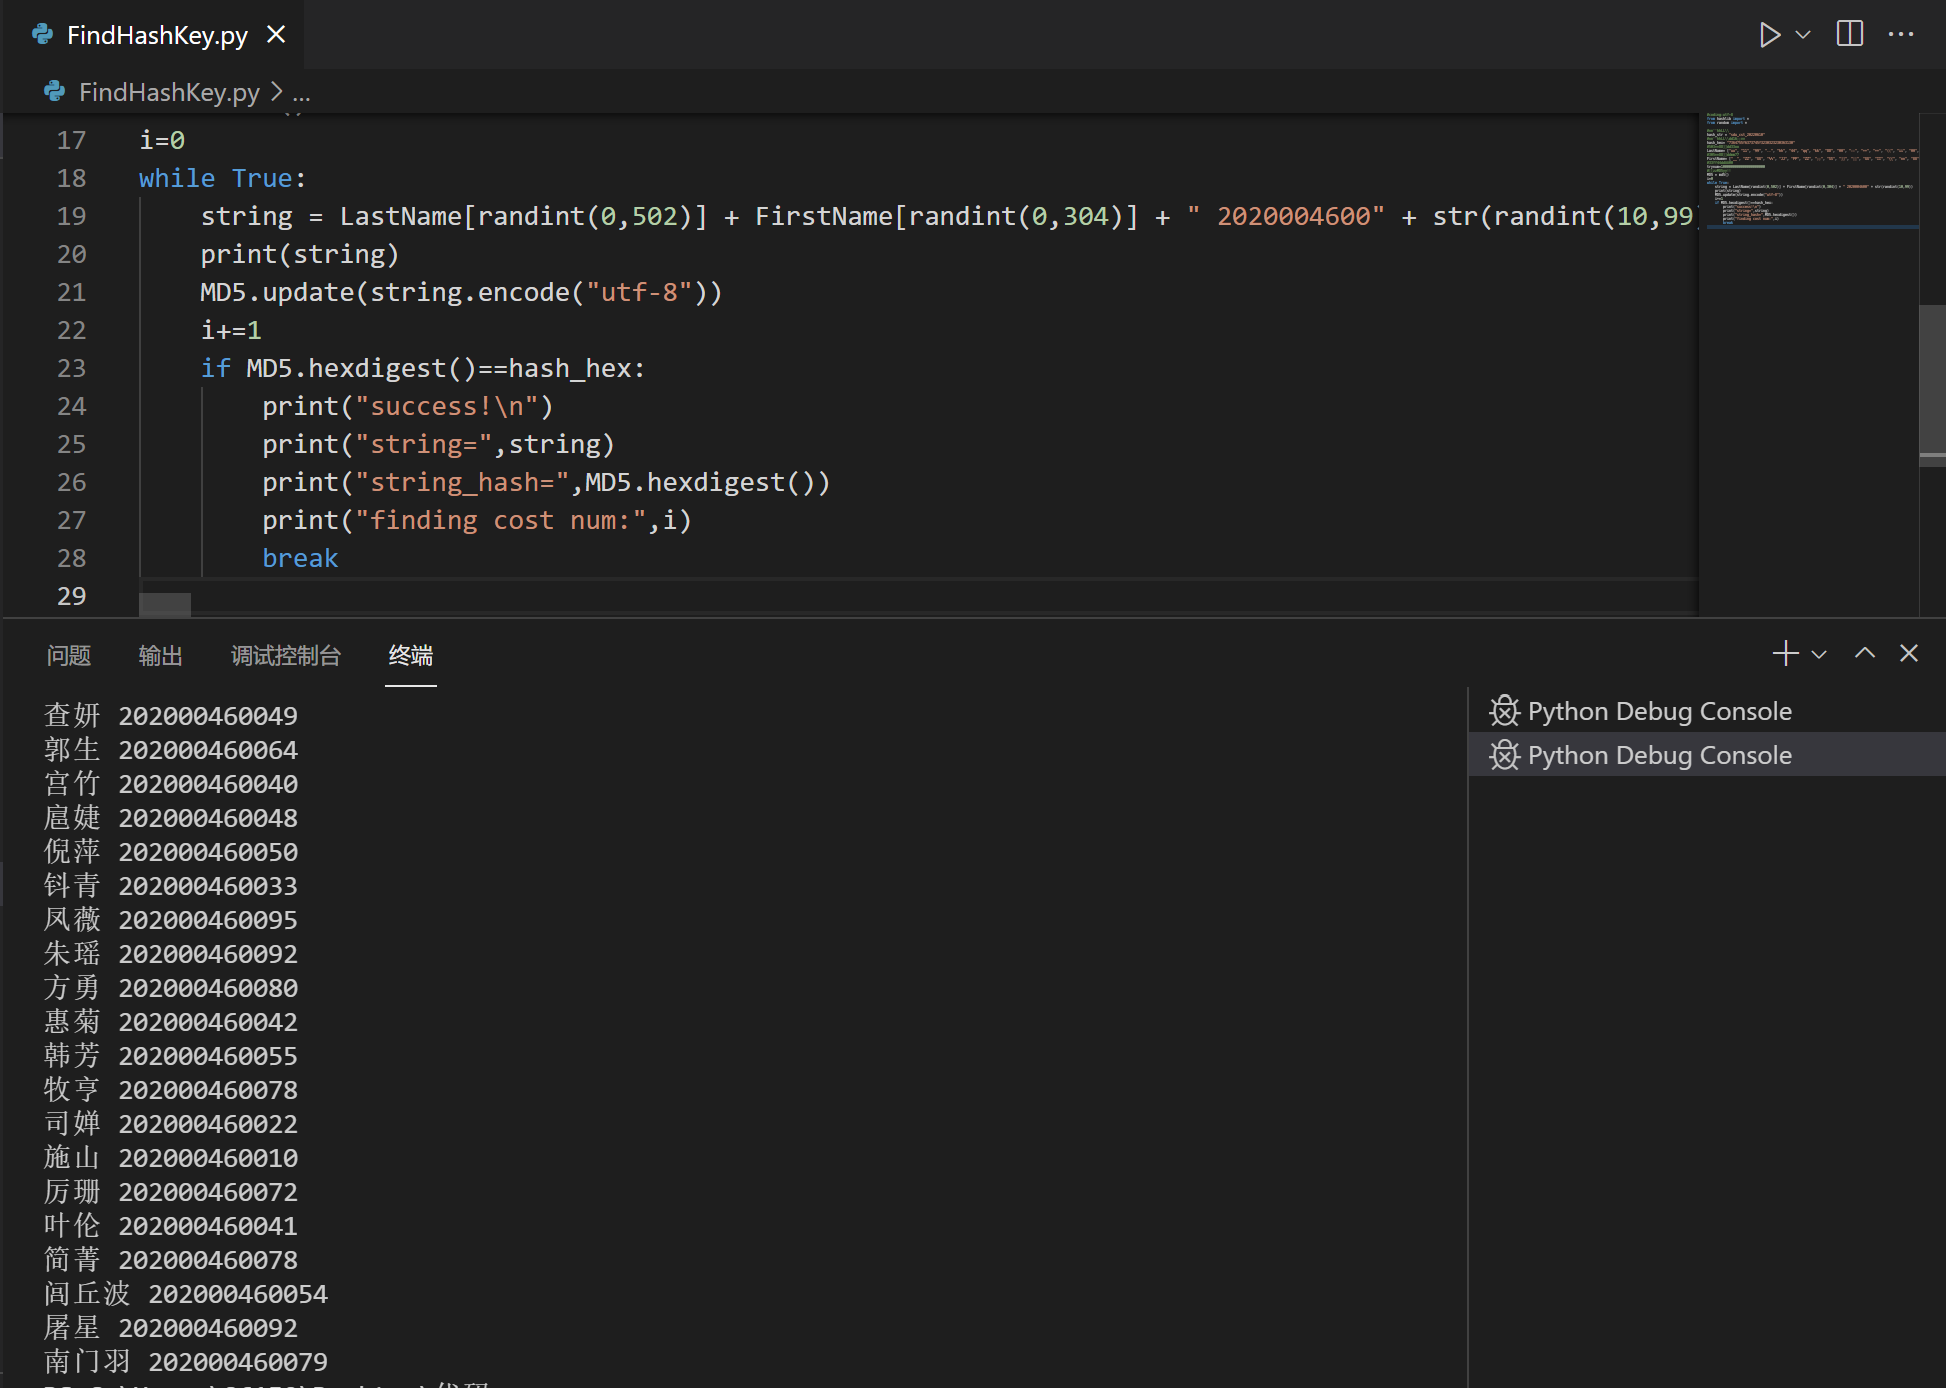 FindHashKey.py
FindHashKey.py > ...
17 i=0
18 while True:
19 string = LastName[randint(0,502)] + FirstName[randint(0,304)] + " 2020004600" + str(randint(10,99)
20 print(string)
21 MD5.update(string.encode("utf-8"))
22 i+=1
23 if MD5.hexdigest()==hash_hex:
24 print("success!\n")
25 print("string=",string)
26 print("string_hash=",MD5.hexdigest())
27 print("finding cost num:",i)
28 break
29
问题 输出 调试控制台 终端
Python Debug Console
Python Debug Console
查妍 202000460049
郭生 202000460064
宫竹 202000460040
扈婕 202000460048
倪萍 202000460050
钭青 202000460033
凤薇 202000460095
朱瑶 202000460092
方勇 202000460080
惠菊 202000460042
韩芳 202000460055
牧亨 202000460078
司婵 202000460022
施山 202000460010
厉珊 202000460072
叶伦 202000460041
简菁 202000460078
闾丘波 202000460054
屠星 202000460092
南门羽 202000460079